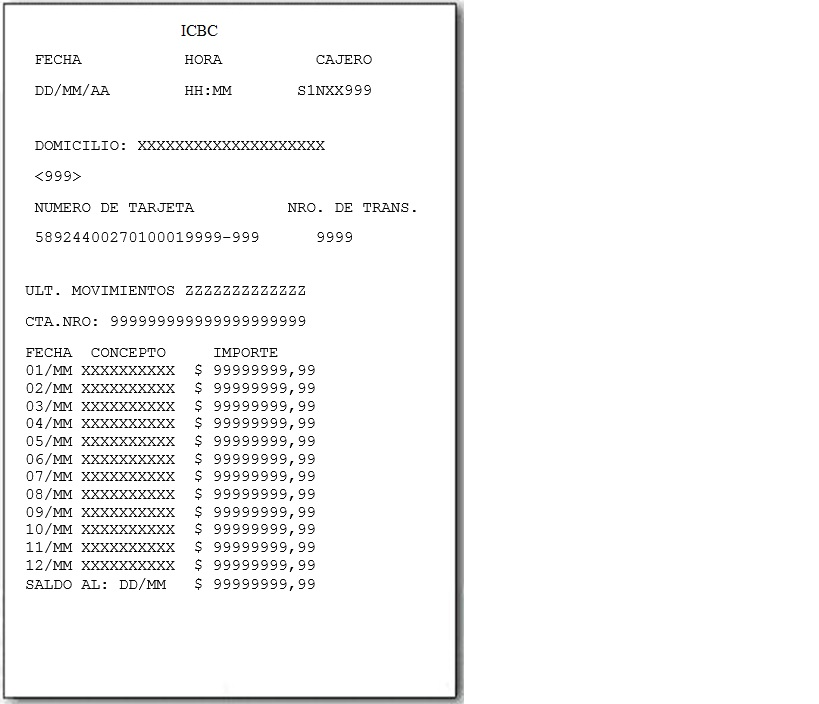 ICBC
FECHA HORA CAJERO
DD/MM/AA HH:MM S1NXX999
DOMICILIO: XXXXXXXXXXXXXXXXXXXX
<999>
NUMERO DE TARJETA NRO. DE TRANS.
58924400270100019999-999 9999
ULT. MOVIMIENTOS ZZZZZZZZZZZZZ
CTA.NRO: 999999999999999999999
FECHA CONCEPTO IMPORTE
01/MM XXXXXXXXXX $ 99999999,99
02/MM XXXXXXXXXX $ 99999999,99
03/MM XXXXXXXXXX $ 99999999,99
04/MM XXXXXXXXXX $ 99999999,99
05/MM XXXXXXXXXX $ 99999999,99
06/MM XXXXXXXXXX $ 99999999,99
07/MM XXXXXXXXXX $ 99999999,99
08/MM XXXXXXXXXX $ 99999999,99
09/MM XXXXXXXXXX $ 99999999,99
10/MM XXXXXXXXXX $ 99999999,99
11/MM XXXXXXXXXX $ 99999999,99
12/MM XXXXXXXXXX $ 99999999,99
SALDO AL: DD/MM $ 99999999,99